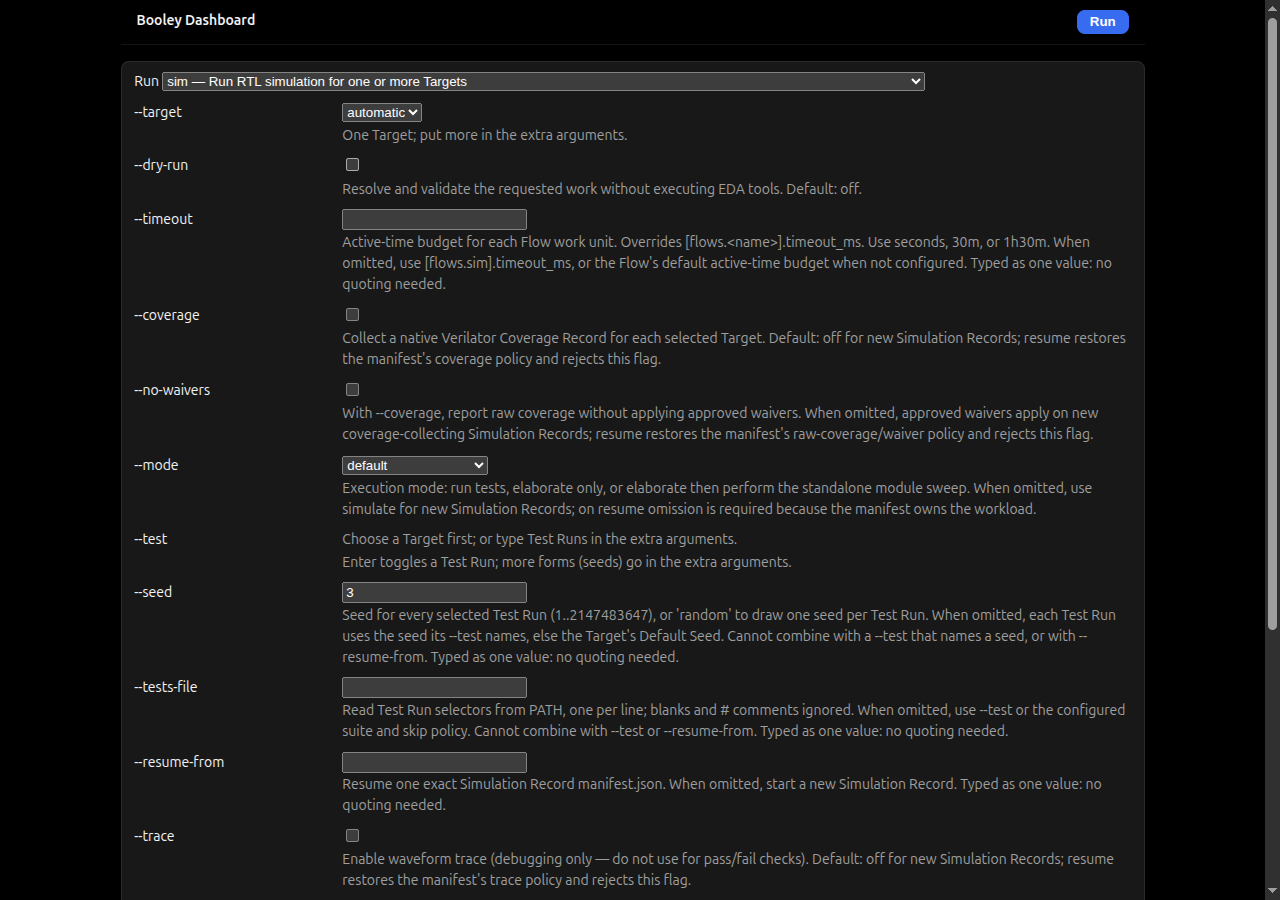 Booley Dashboard
Run
Run sim — Run RTL simulation for one or more Targets
--target automatic
One Target; put more in the extra arguments.
--dry-run
Resolve and validate the requested work without executing EDA tools. Default: off.
--timeout
Active-time budget for each Flow work unit. Overrides [flows.<name>].timeout_ms. Use seconds, 30m, or 1h30m. When
omitted, use [flows.sim].timeout_ms, or the Flow's default active-time budget when not configured. Typed as one value: no
quoting needed.
--coverage
Collect a native Verilator Coverage Record for each selected Target. Default: off for new Simulation Records; resume restores
the manifest's coverage policy and rejects this flag.
--no-waivers
With --coverage, report raw coverage without applying approved waivers. When omitted, approved waivers apply on new
coverage-collecting Simulation Records; resume restores the manifest's raw-coverage/waiver policy and rejects this flag.
--mode default
Execution mode: run tests, elaborate only, or elaborate then perform the standalone module sweep. When omitted, use
simulate for new Simulation Records; on resume omission is required because the manifest owns the workload.
--test Choose a Target first; or type Test Runs in the extra arguments.
Enter toggles a Test Run; more forms (seeds) go in the extra arguments.
--seed 3
Seed for every selected Test Run (1..2147483647), or 'random' to draw one seed per Test Run. When omitted, each Test Run
uses the seed its --test names, else the Target's Default Seed. Cannot combine with a --test that names a seed, or with --
resume-from. Typed as one value: no quoting needed.
--tests-file
Read Test Run selectors from PATH, one per line; blanks and # comments ignored. When omitted, use --test or the configured
suite and skip policy. Cannot combine with --test or --resume-from. Typed as one value: no quoting needed.
--resume-from
Resume one exact Simulation Record manifest.json. When omitted, start a new Simulation Record. Typed as one value: no
quoting needed.
--trace
Enable waveform trace (debugging only — do not use for pass/fail checks). Default: off for new Simulation Records; resume
restores the manifest's trace policy and rejects this flag.